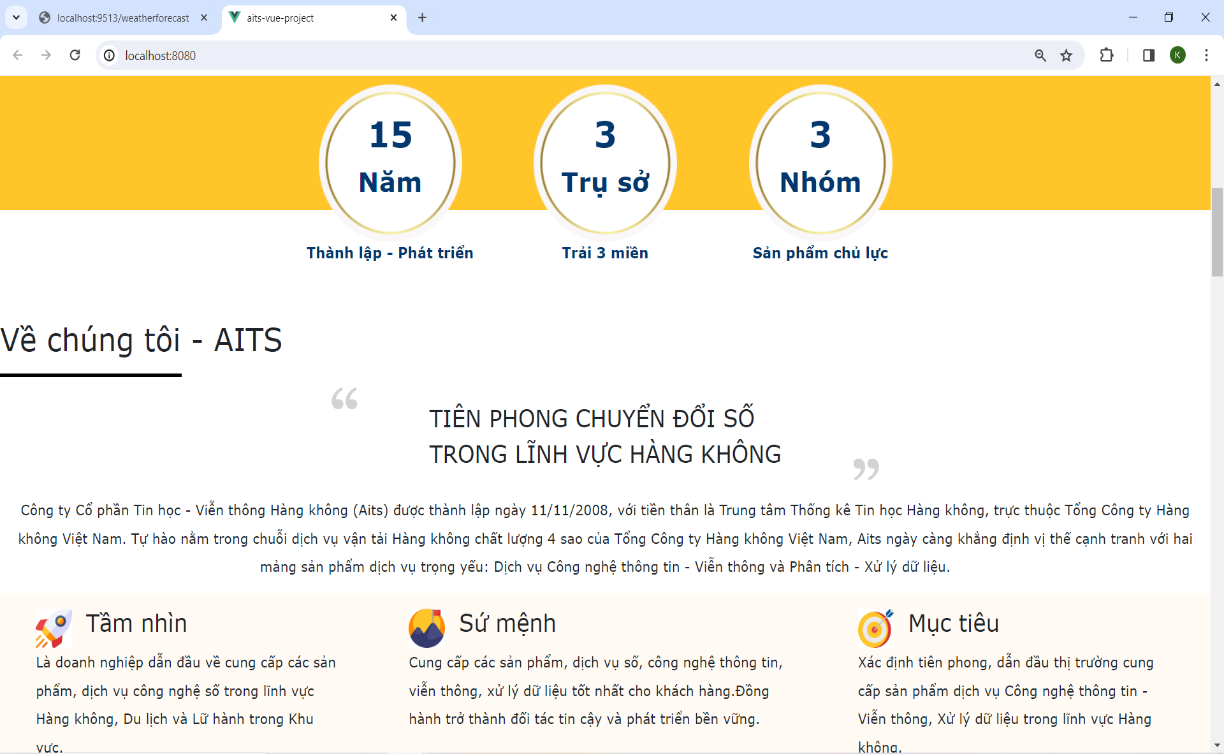 localhost:9513/weatherforecast
aits-vue-project
localhost:8080
K
15 3 3
Năm Trụ sở Nhóm
Thành lập - Phát triển Trải 3 miền Sản phẩm chủ lực
Về chúng tôi - AITS
“
TIÊN PHONG CHUYỂN ĐỔI SỐ
TRONG LĨNH VỰC HÀNG KHÔNG
”
Công ty Cổ phần Tin học - Viễn thông Hàng không (Aits) được thành lập ngày 11/11/2008, với tiền thân là Trung tâm Thống kê Tin học Hàng không, trực thuộc Tổng Công ty Hàng
không Việt Nam. Tự hào nằm trong chuỗi dịch vụ vận tải Hàng không chất lượng 4 sao của Tổng Công ty Hàng không Việt Nam, Aits ngày càng khẳng định vị thế cạnh tranh với hai
mảng sản phẩm dịch vụ trọng yếu: Dịch vụ Công nghệ thông tin - Viễn thông và Phân tích - Xử lý dữ liệu.
Tầm nhìn
Là doanh nghiệp dẫn đầu về cung cấp các sản
phẩm, dịch vụ công nghệ số trong lĩnh vực
Hàng không, Du lịch và Lữ hành trong Khu
vực.
Sứ mệnh
Cung cấp các sản phẩm, dịch vụ số, công nghệ thông tin,
viễn thông, xử lý dữ liệu tốt nhất cho khách hàng.Đồng
hành trở thành đối tác tin cậy và phát triển bền vững.
Mục tiêu
Xác định tiên phong, dẫn đầu thị trường cung
cấp sản phẩm dịch vụ Công nghệ thông tin -
Viễn thông, Xử lý dữ liệu trong lĩnh vực Hàng
không.